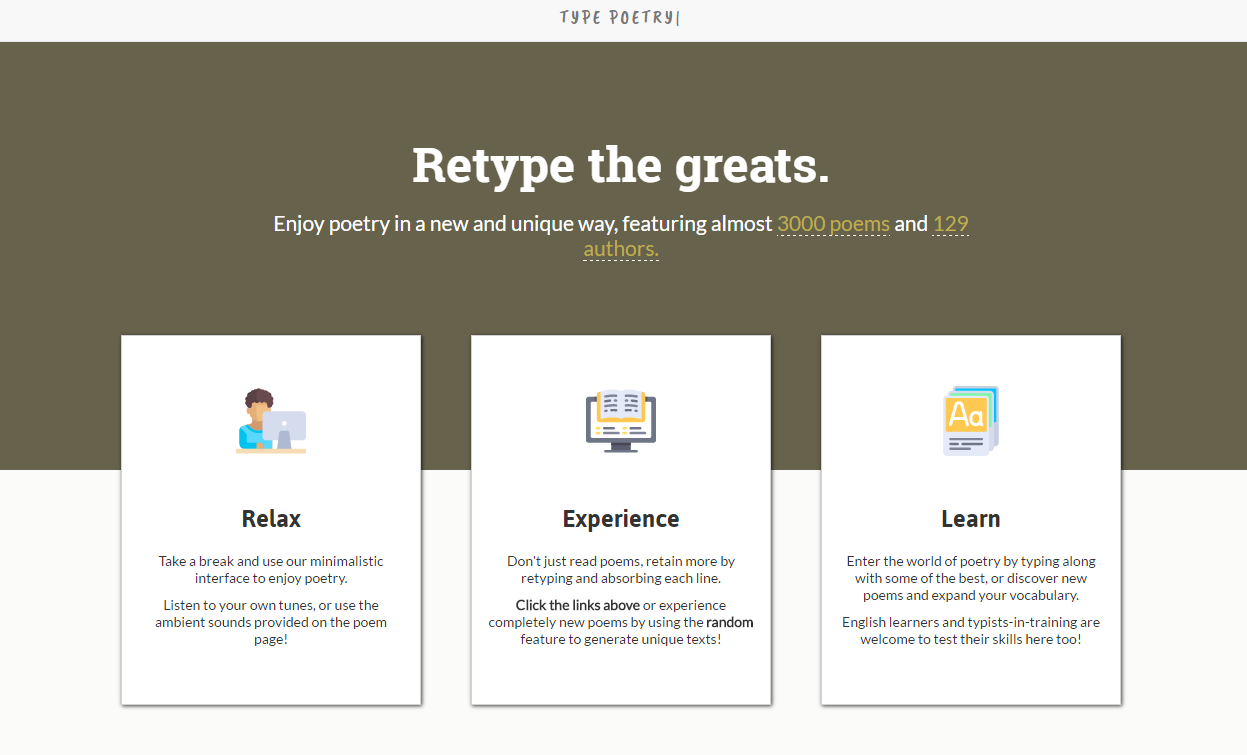 TYPE POETRY|
Retype the greats.
Enjoy poetry in a new and unique way, featuring almost 3000 poems and 129
authors.
Relax
Take a break and use our minimalistic
interface to enjoy poetry.
Listen to your own tunes, or use the
ambient sounds provided on the poem
page!
Experience
Don't just read poems, retain more by
retyping and absorbing each line.
Click the links above or experience
completely new poems by using the random
feature to generate unique texts!
Aa
Learn
Enter the world of poetry by typing along
with some of the best, or discover new
poems and expand your vocabulary.
English learners and typists-in-training are
welcome to test their skills here too!